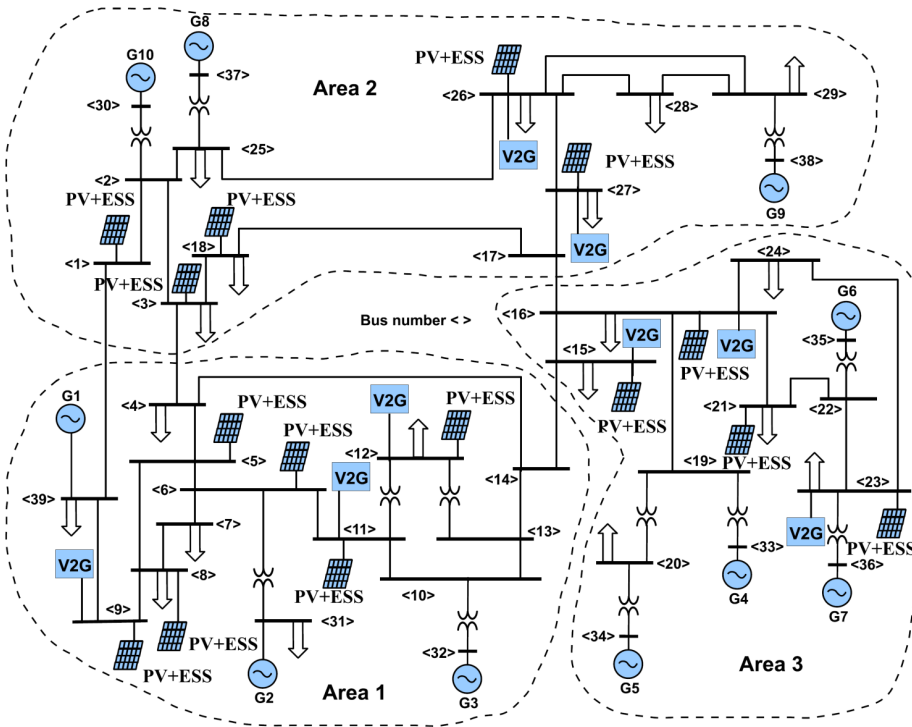 G8
G10
<37>
PV+ESS
Area 2
<26>
<29>
<30>
<28>
<25>
V2G
PV+ESS
<38>
<2>
PV+ESS
PV+ESS
<27>
G9
<18>
V2G
<1>
<17>
<24>
PV+ESS
<3>
G6
<16>
Bus number < >
V2G
<35>
<15>
V2G
PV+ESS
G1
<4>
PV+ESS
V2G
PV+ESS
<21>
<22>
PV+ESS
PV+ESS
<12>
<5>
V2G
<19>
PV+ESS
<6>
<14>
<23>
<39>
<7>
<11>
<13>
V2G
V2G
<8>
PV+ESS
<33>
PV+ESS
<20>
<36>
<10>
G4
<9>
PV+ESS
<31>
G7
<34>
<32>
PV+ESS
Area 3
G2
Area 1
G3
G5